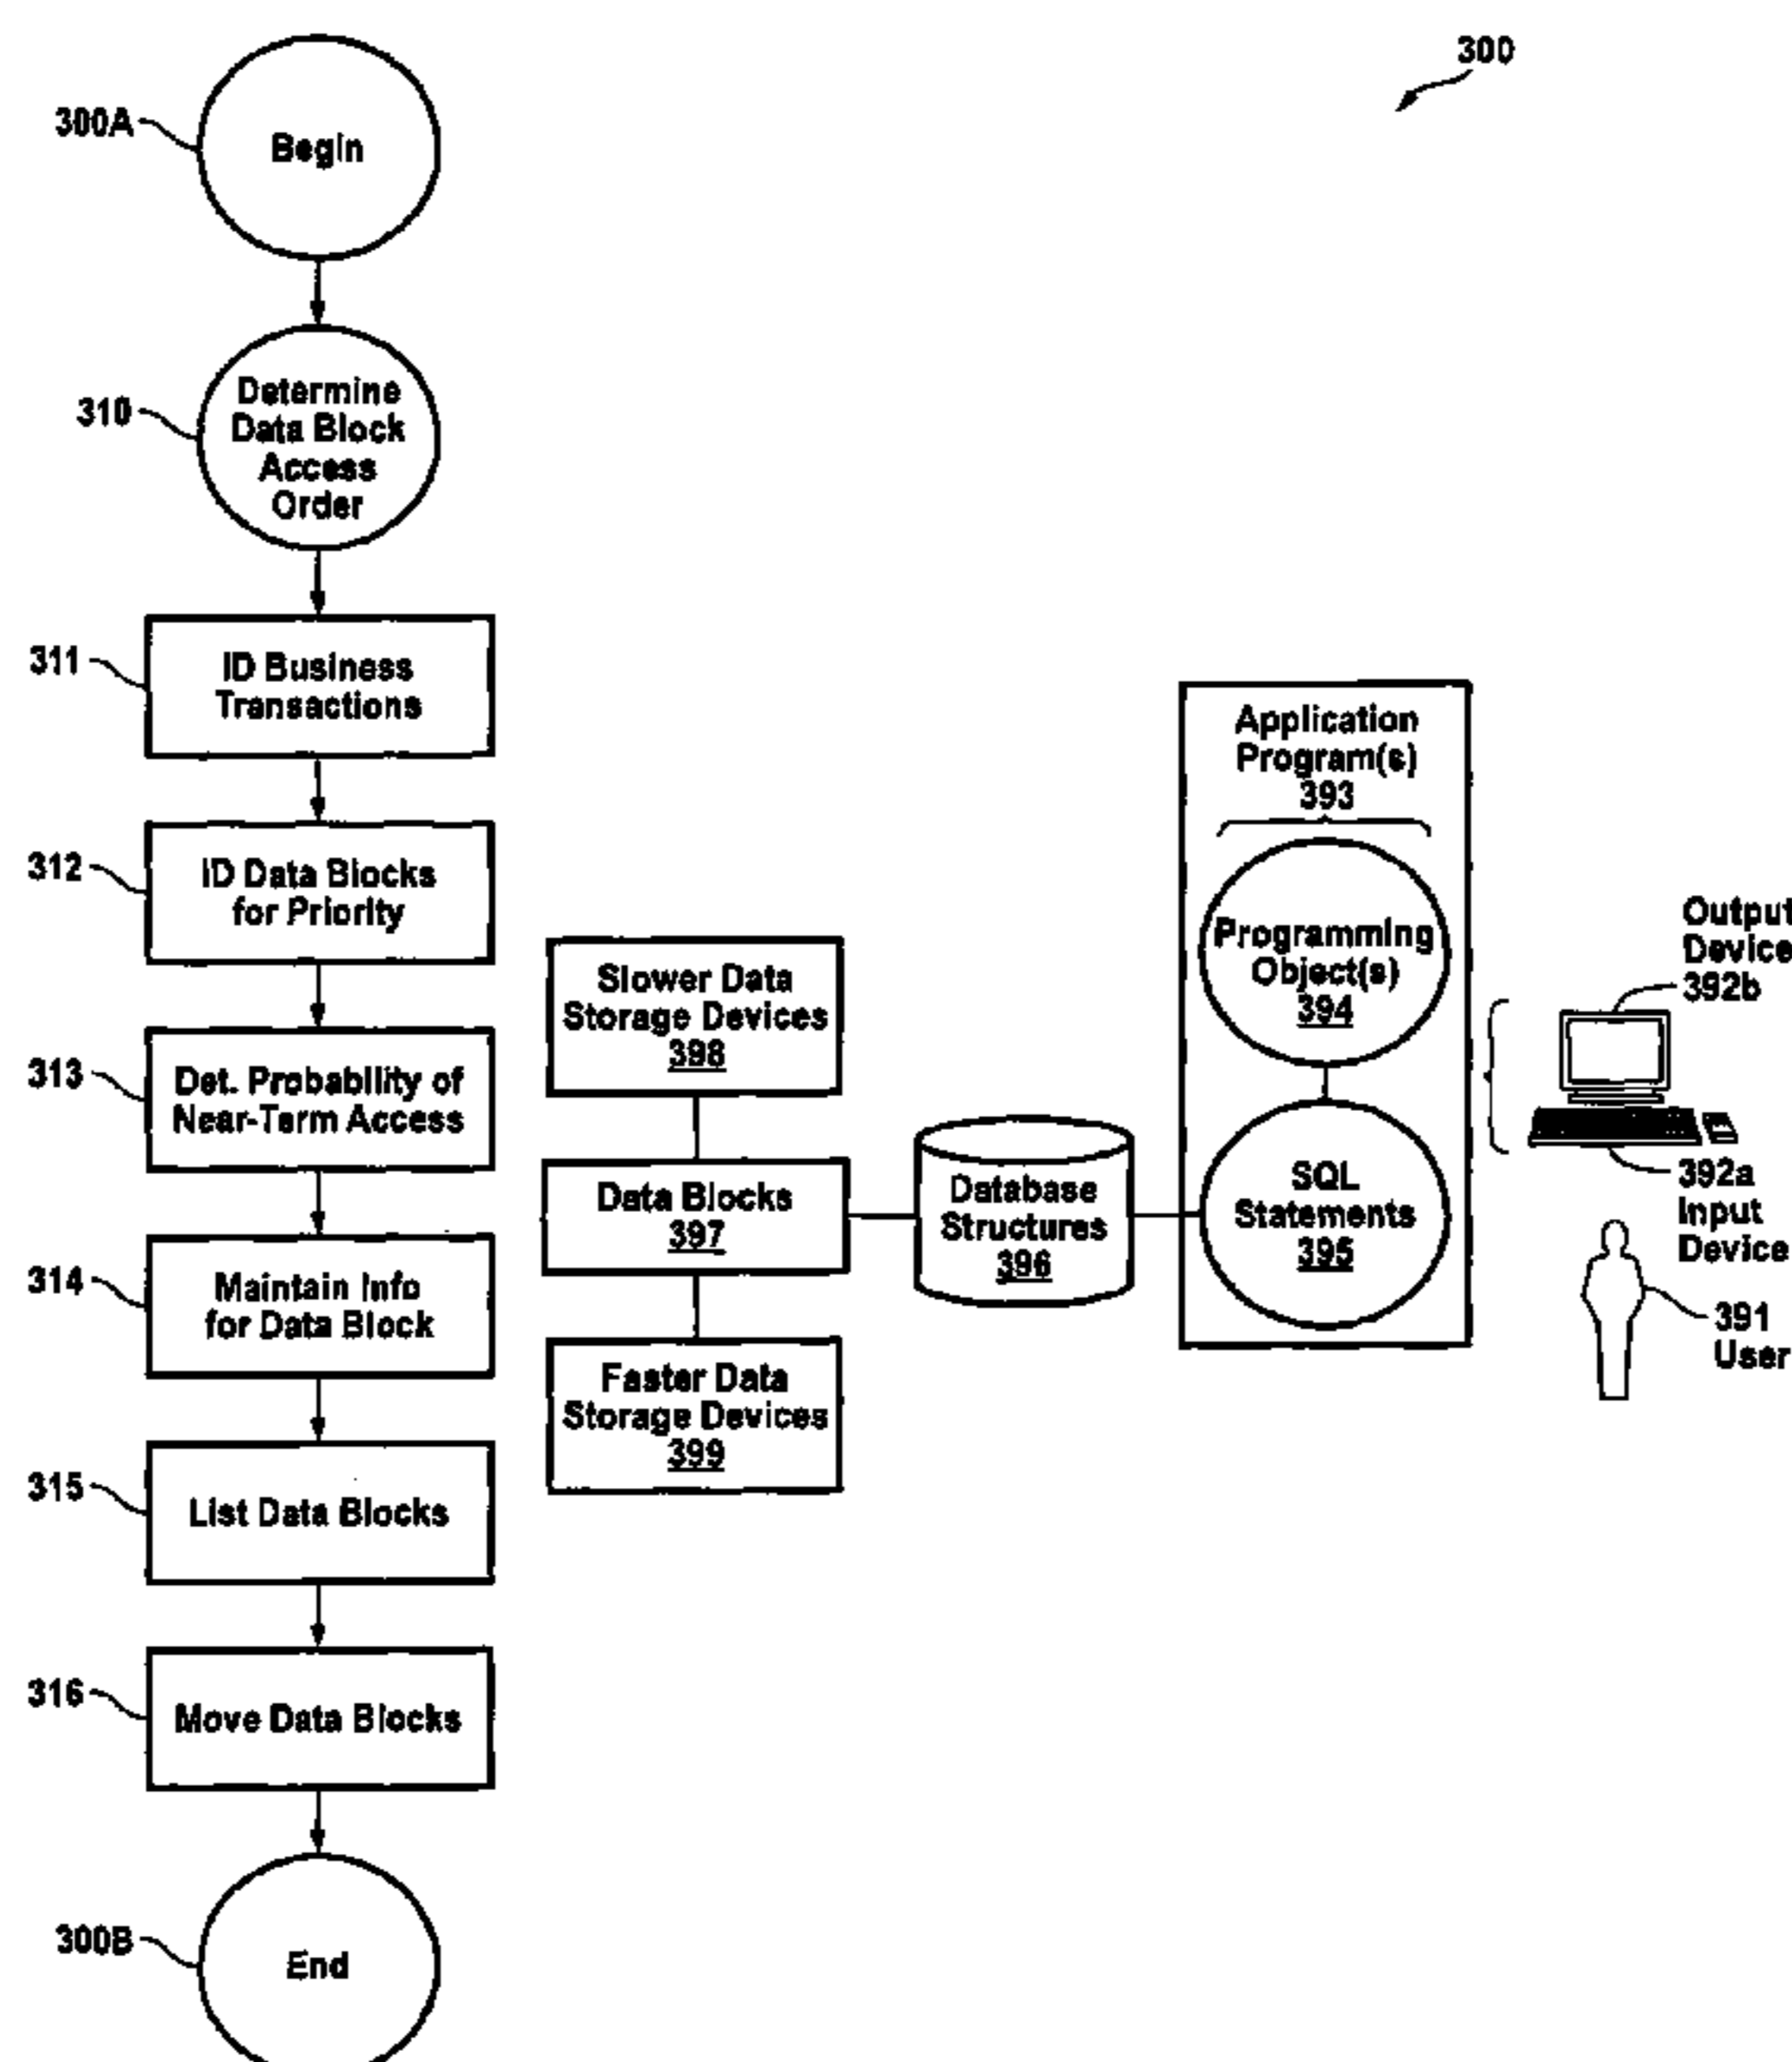 300
300A
Begin
310
Determine
Data Block
Access
Order
311
ID Business
Transactions
312
ID Data Blocks
for Priority
313
Det. Probability of
Near-Term Access
314
Maintain Info
for Data Block
315
List Data Blocks
316
Move Data Blocks
300B
End
Slower Data
Storage Devices
398
Data Blocks
397
Faster Data
Storage Devices
399
Database
Structures
396
Application
Program(s)
393
Programming
Object(s)
394
SQL
Statements
395
Output
Device
392b
392a
Input
Device
391
User